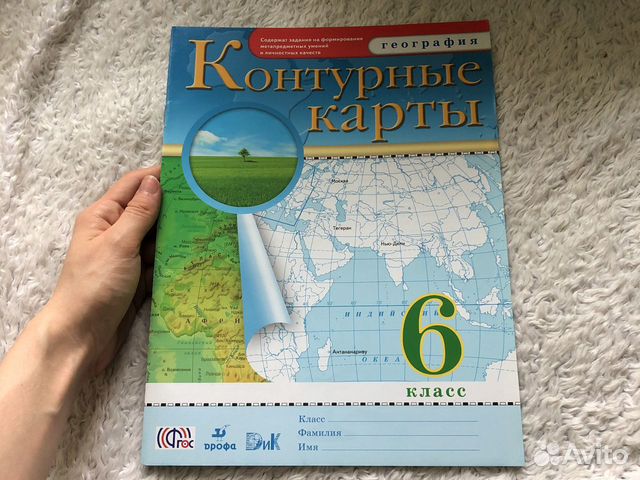 Содержат задания на формирование
метапредметных умений
и личностных качеств
география
Контурные
карты
Москва
Тегеран
Нью-Дели
ИНДИЙСКИЙ
Антананариву
ОКЕАН
6
класс
Класс
Фамилия
Имя
ФГОС
дрофа
ДиК
Avito